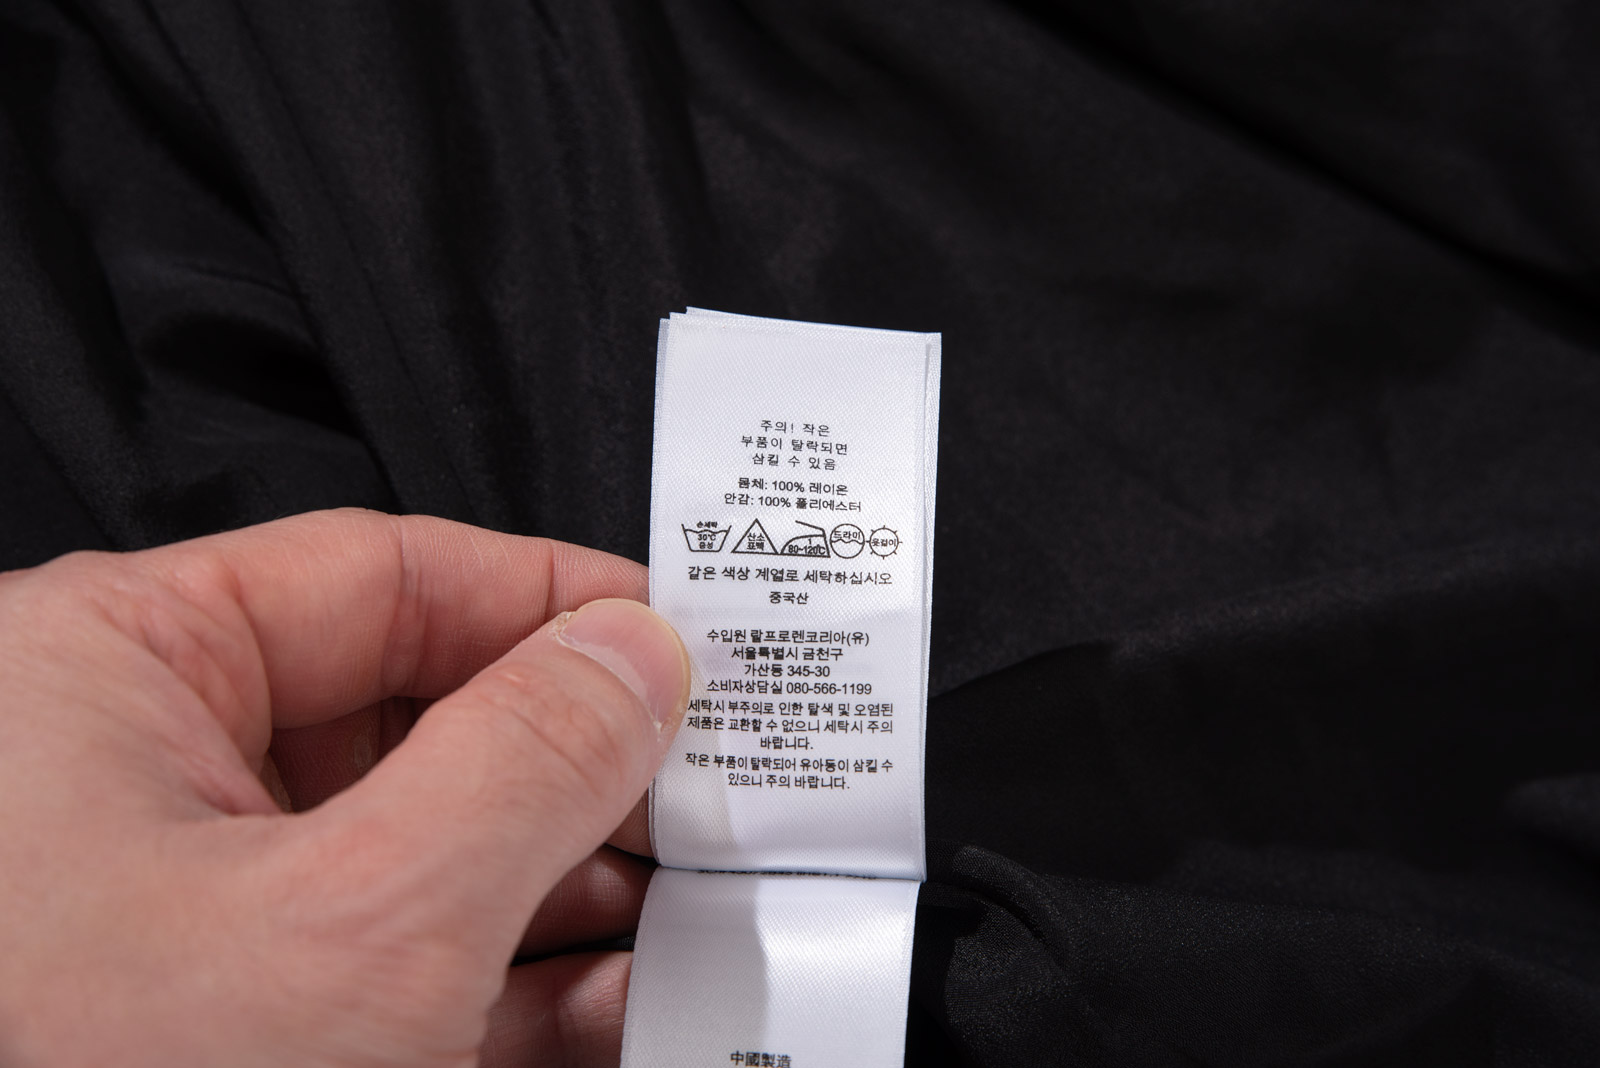 주의! 작은
부품이 탈락되면
삼킬 수 있음
몸체: 100% 레이온
안감: 100% 폴리에스터
손세탁
30℃
중성
산소
표백
80~120℃
드라이
옷걸이
같은 색상 계열로 세탁하십시오
중국산
수입원 랄프로렌코리아(유)
서울특별시 금천구
가산동 345-30
소비자상담실 080-566-1199
세탁시 부주의로 인한 탈색 및 오염된
제품은 교환할 수 없으니 세탁시 주의
바랍니다.
작은 부품이 탈락되어 유아동이 삼킬 수
있으니 주의 바랍니다.
中國製造